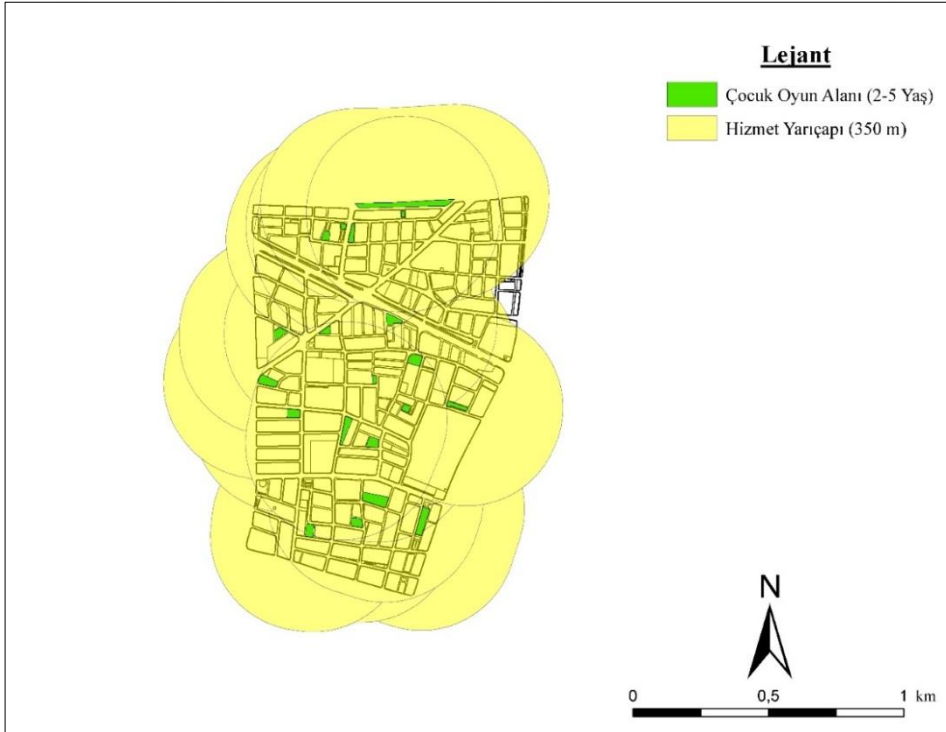 Lejant
Çocuk Oyun Alanı (2-5 Yaş)
Hizmet Yarıçapı (350 m)
N
0 0,5 1 km